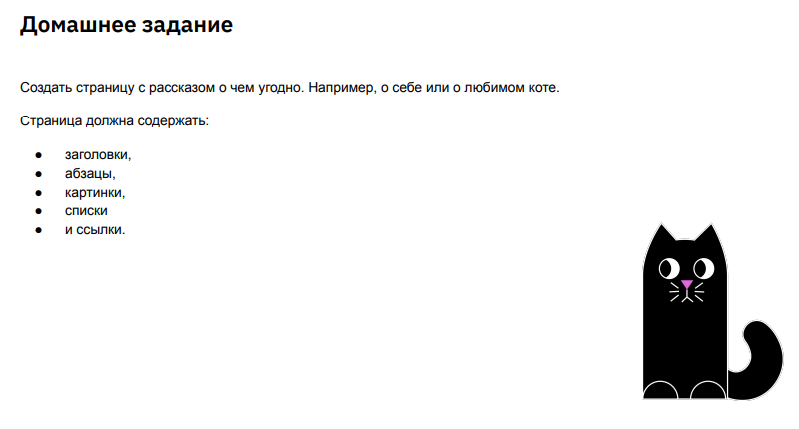 Домашнее задание
Создать страницу с рассказом о чем угодно. Например, о себе или о любимом коте.
Страница должна содержать:
● заголовки,
● абзацы,
● картинки,
● списки
● и ссылки.